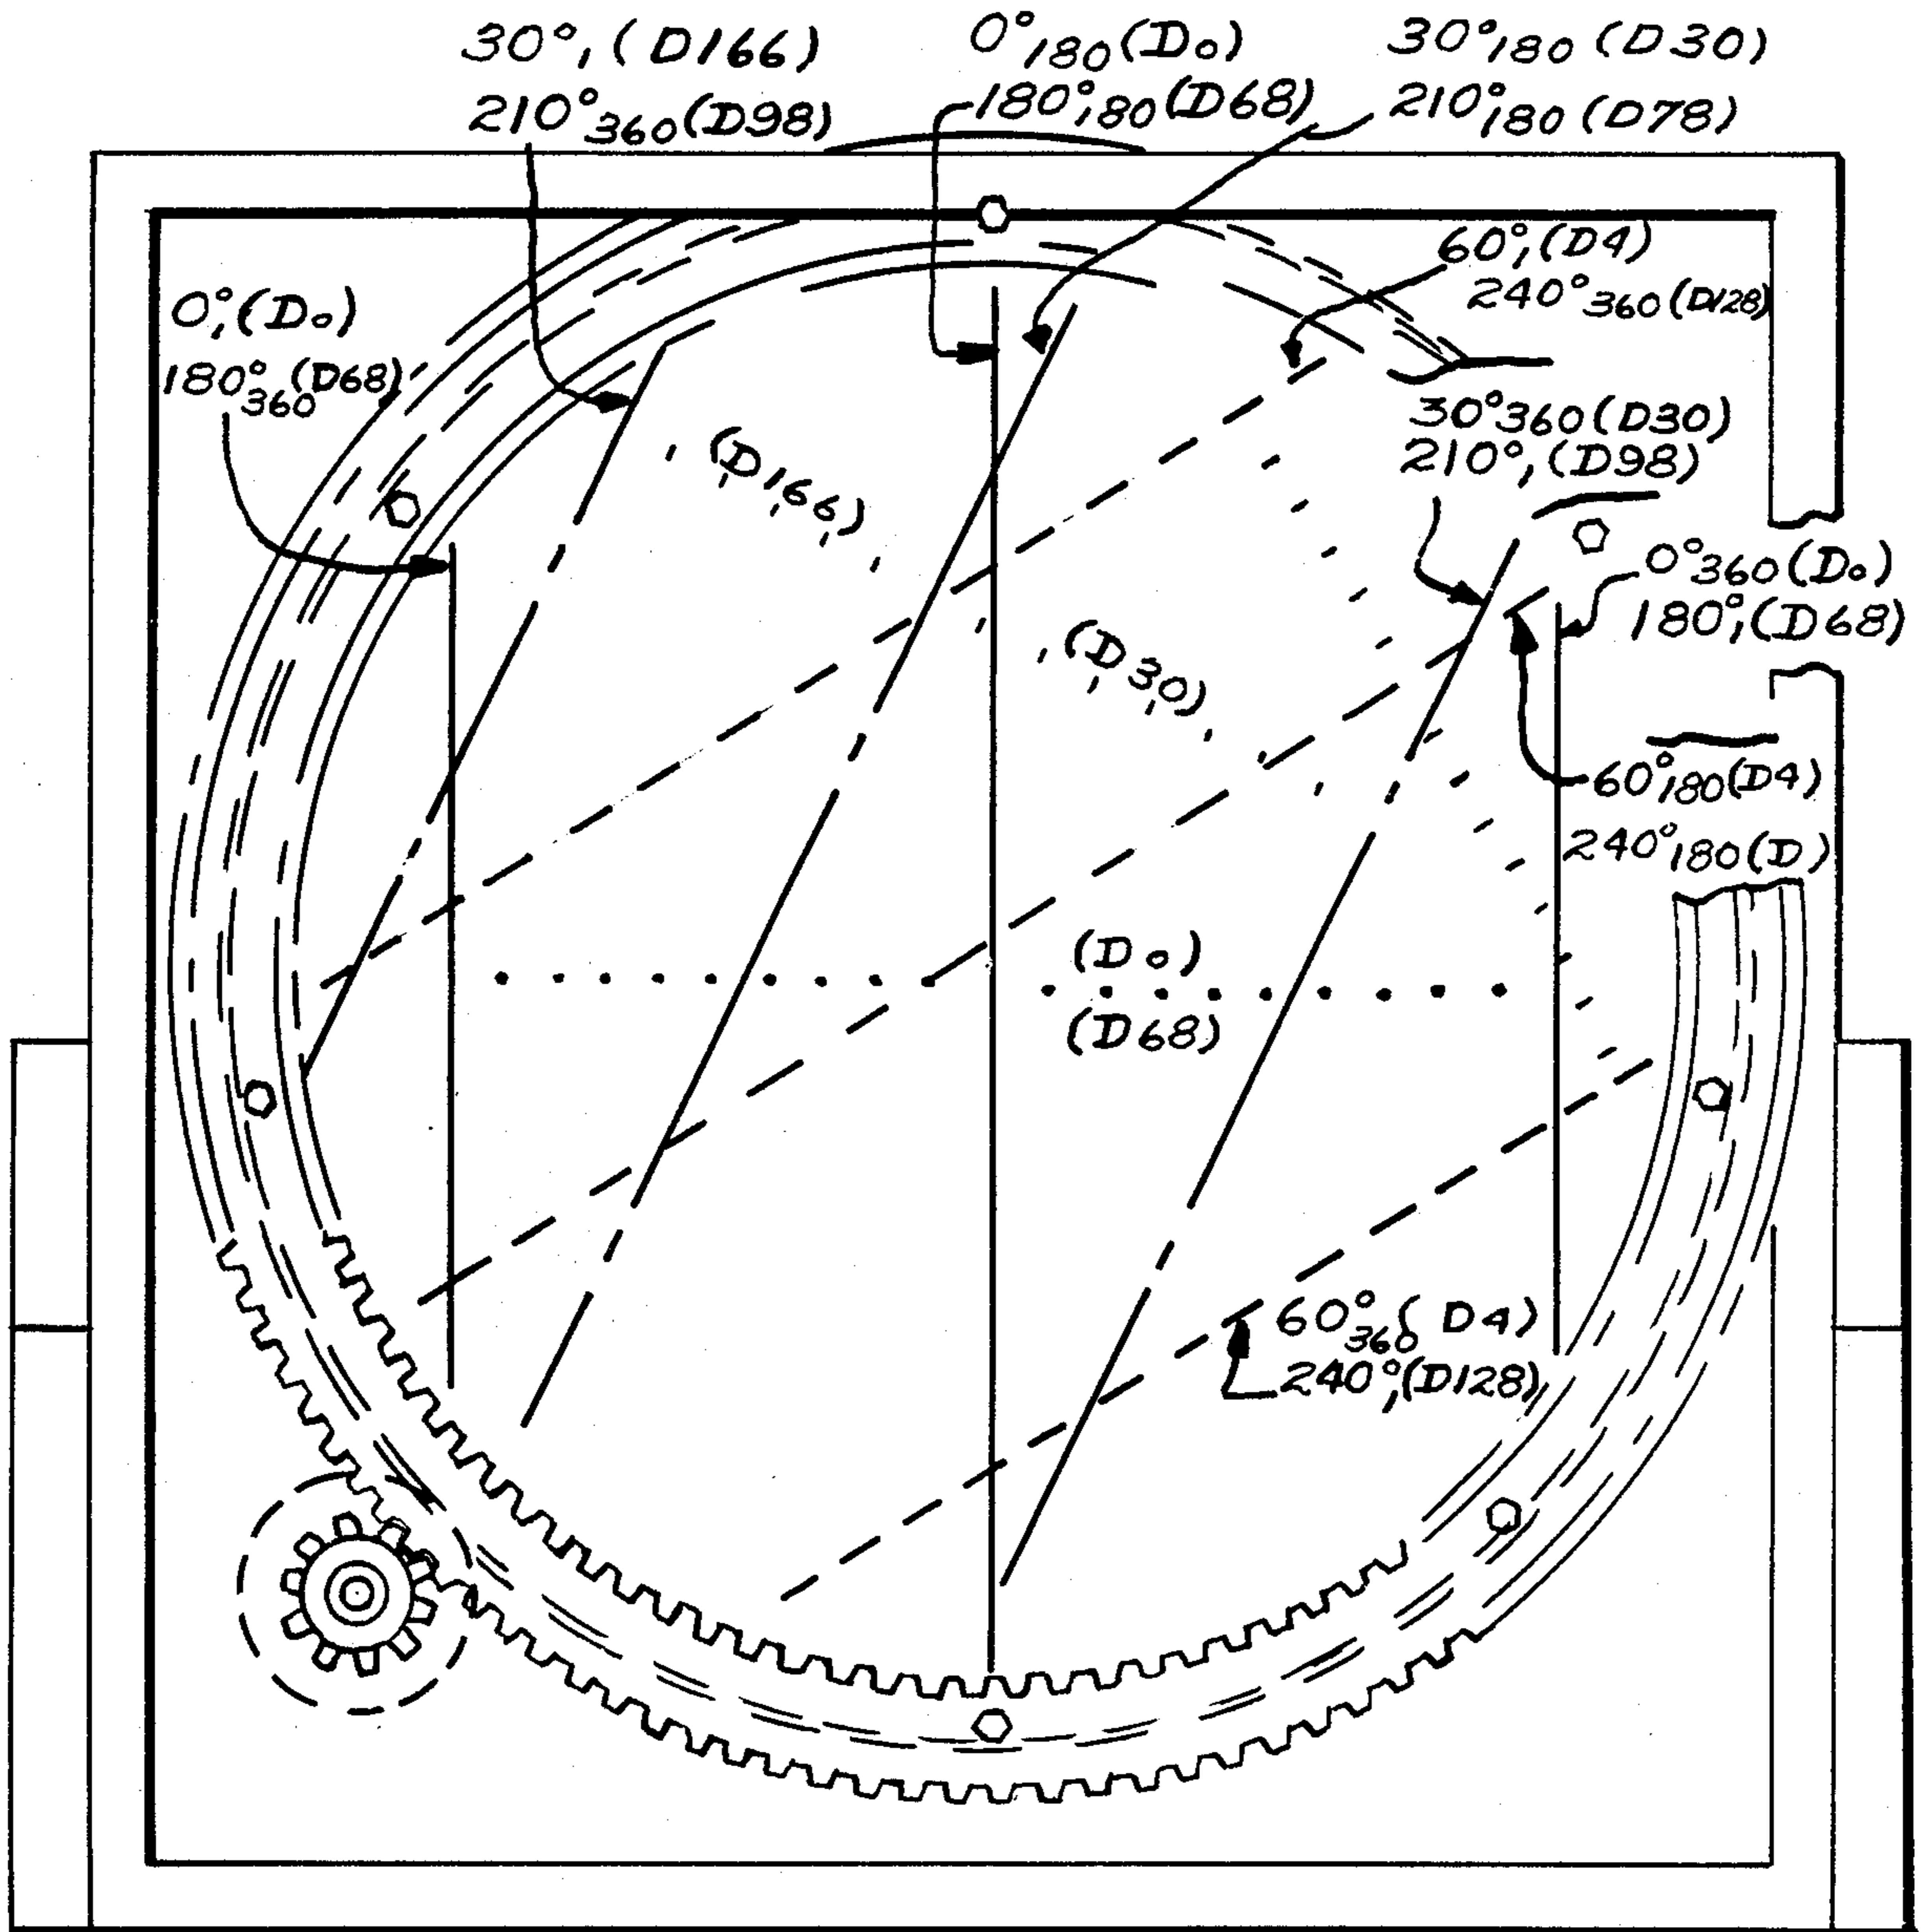 30°₁ (D166)
210°₃₆₀ (D98)
0°₁₈₀ (D₀)
180°₁₈₀ (D68)
30°₁₈₀ (D30)
210°₁₈₀ (D78)
60°₁ (D4)
240°₃₆₀ (D128)
0°₁ (D₀)
180°₃₆₀ (D68)
30°₃₆₀ (D30)
210°₁ (D98)
(D166)
0°₃₆₀ (D₀)
180°₁ (D68)
(D30)
60°₁₈₀ (D4)
240°₁₈₀ (D)
(D₀)
(D68)
60°₃₆₀ (D4)
240°₁ (D128)